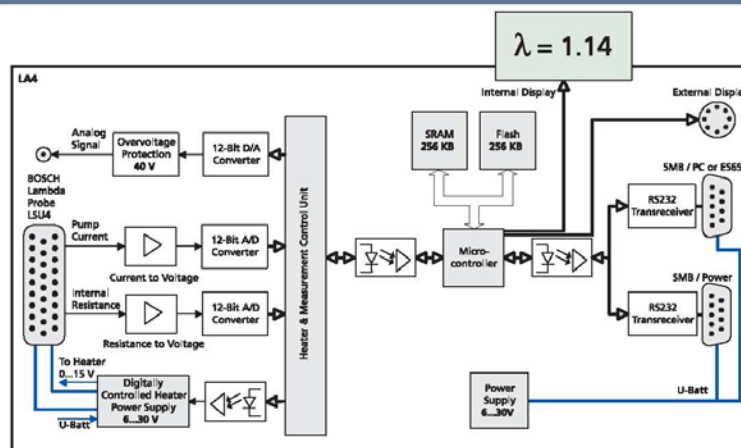 λ = 1.14
LA4
Internal Display
External Displa
Analog
Signal
Overvoltage
Protection
40 V
12-Bit D/A
Converter
SRAM
256 KB
Flash
256 KB
SMB / PC or ES69
BOSCH
Lambda
Probe
LSU4
Pump
Current
12-Bit A/D
Converter
Current to Voltage
Heater & Measurement Control Unit
Micro-
controller
RS232
Transreceiver
Internal
Resistance
12-Bit A/D
Converter
Resistance to Voltage
SMB / Power
RS232
Transreceiver
To Heater
0...15 V
Digitally
Controlled Heater
Power Supply
6...30 V
U-Batt
Power
Supply
6...30V
U-Batt